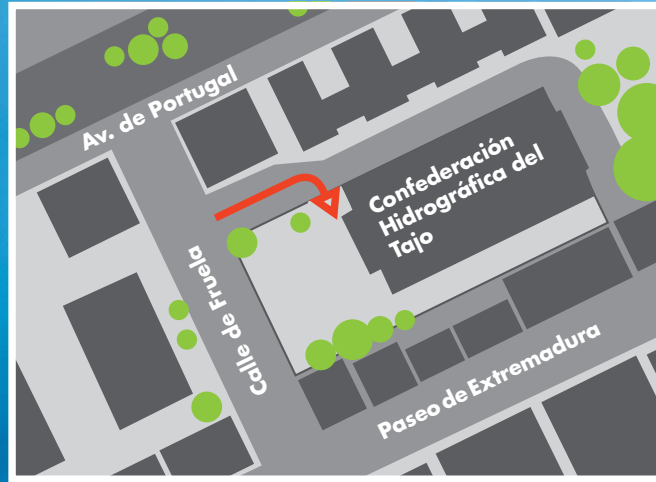 Av. de Portugal
Confederación
Hidrográfica del
Tajo
Calle de Fruela
Paseo de Extremadura